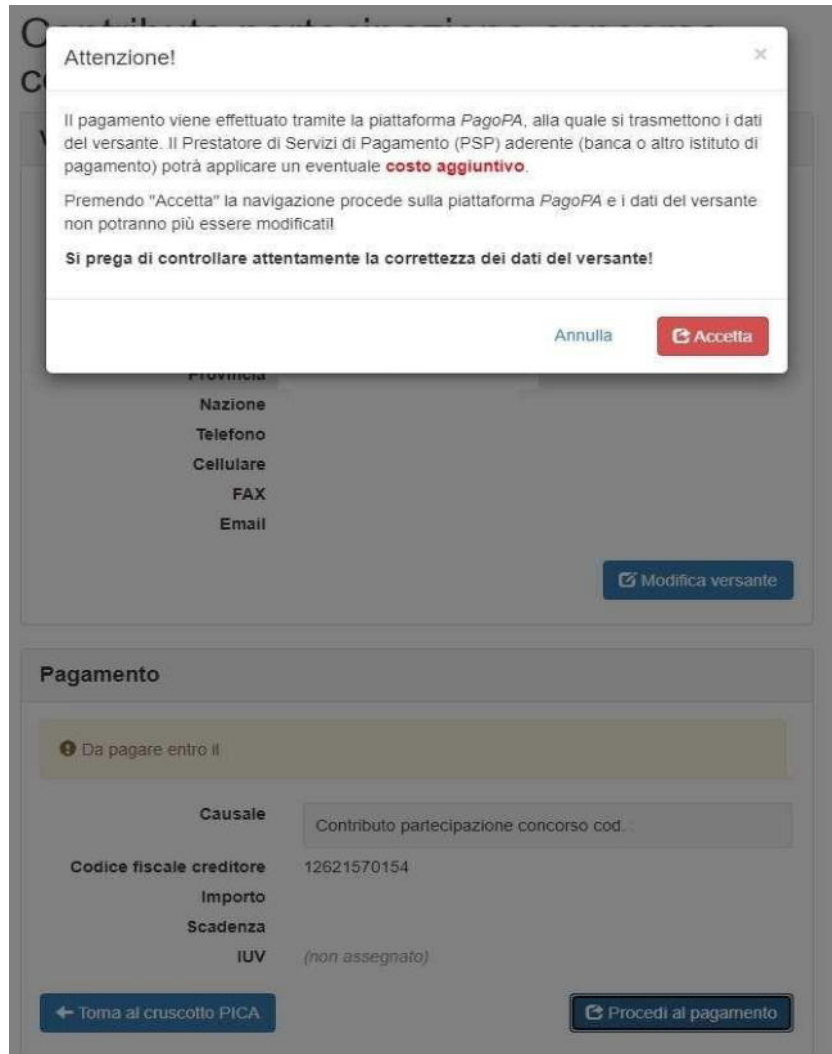 Attenzione!
×
Il pagamento viene effettuato tramite la piattaforma PagoPA, alla quale si trasmettono i dati
del versante. Il Prestatore di Servizi di Pagamento (PSP) aderente (banca o altro istituto di
pagamento) potrà applicare un eventuale costo aggiuntivo.
Premendo "Accetta" la navigazione procede sulla piattaforma PagoPA e i dati del versante
non potranno più essere modificati!
Si prega di controllare attentamente la correttezza dei dati del versante!
Annulla Accetta
Provincia
Nazione
Telefono
Cellulare
FAX
Email
Modifica versante
Pagamento
Da pagare entro il
Causale Contributo partecipazione concorso cod.
Codice fiscale creditore 12621570154
Importo
Scadenza
IUV (non assegnato)
Torna al cruscotto PICA Procedi al pagamento